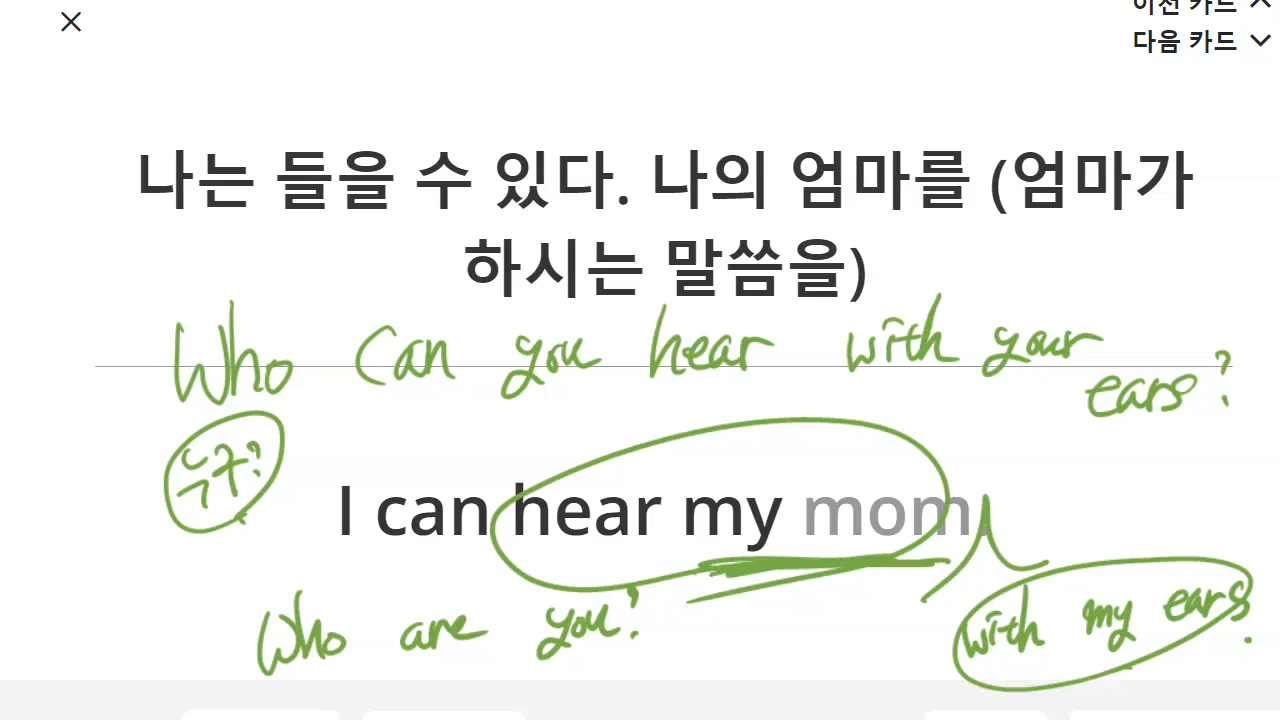 이전 카드
다음 카드
나는 들을 수 있다. 나의 엄마를 (엄마가
하시는 말씀을)
Who can you hear with your
ears?
누구?
I can hear my mom.
with my ears.
Who are you?